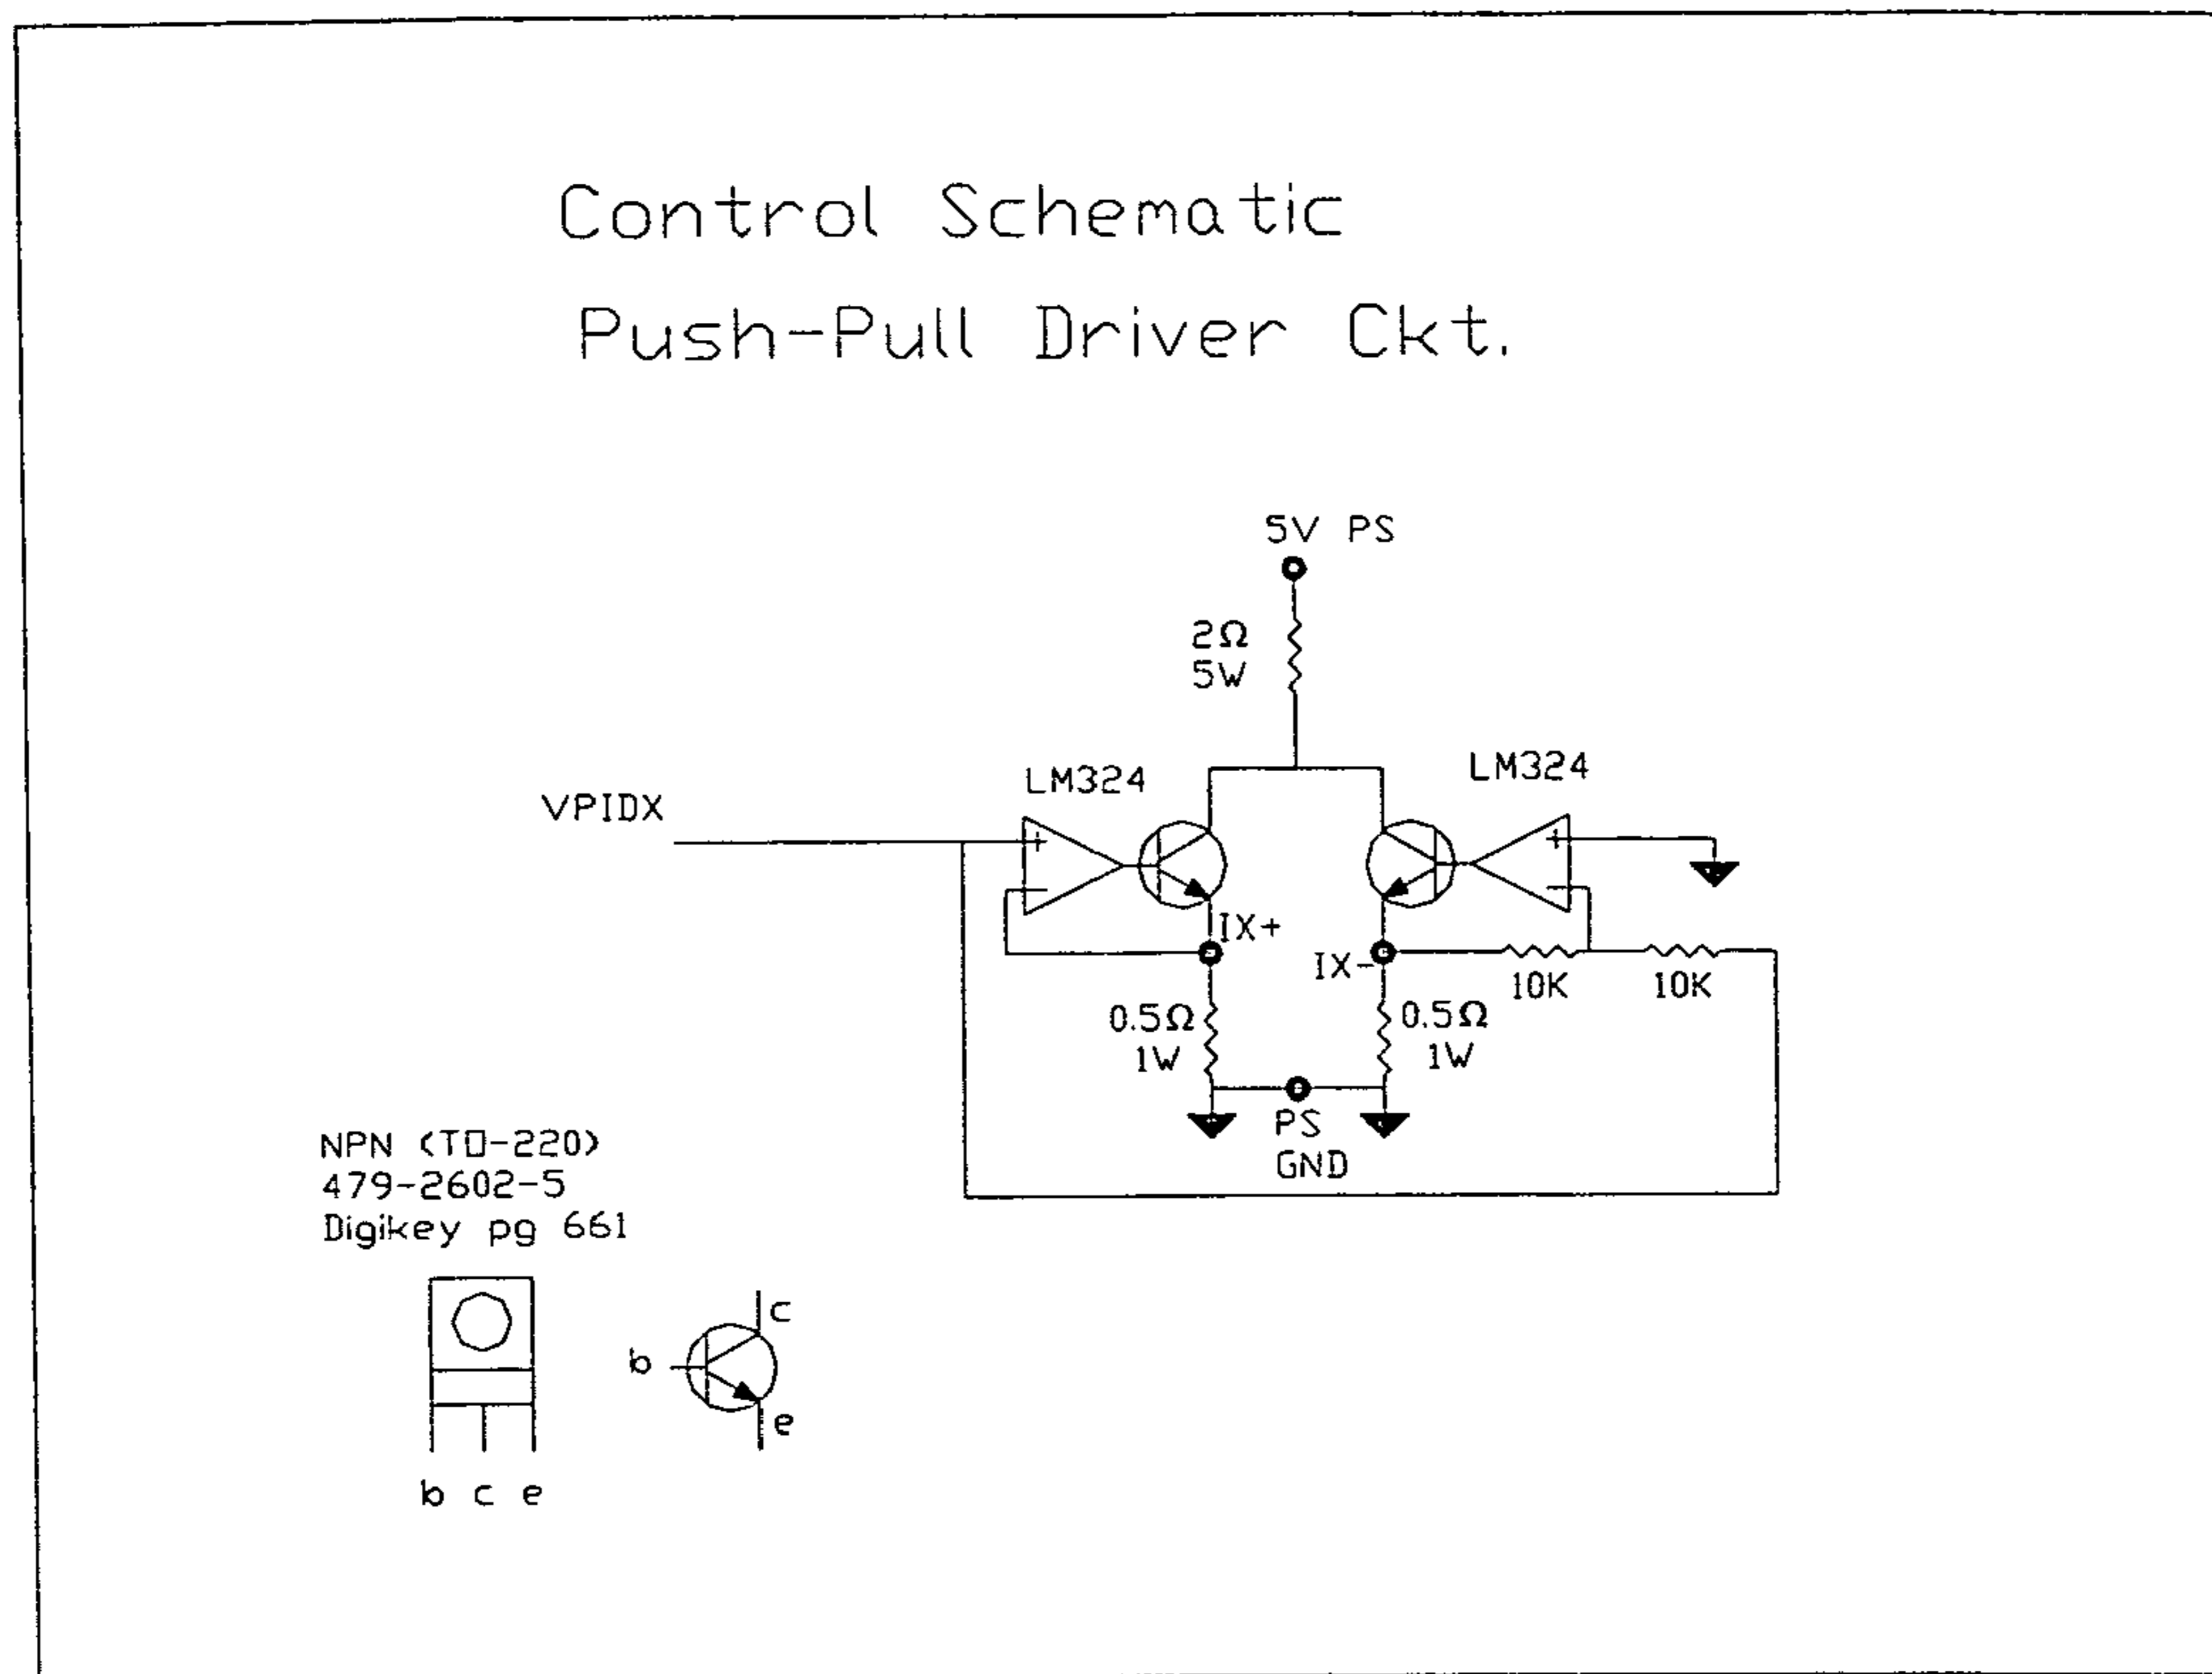 Control Schematic
Push-Pull Driver Ckt.
5V PS
2Ω
5W
LM324
LM324
VPIDX
+
+
IX+
IX-
10K
10K
0.5Ω
1W
0.5Ω
1W
PS
GND
NPN (TO-220)
479-2602-5
Digikey pg 661
c
b
e
b c e